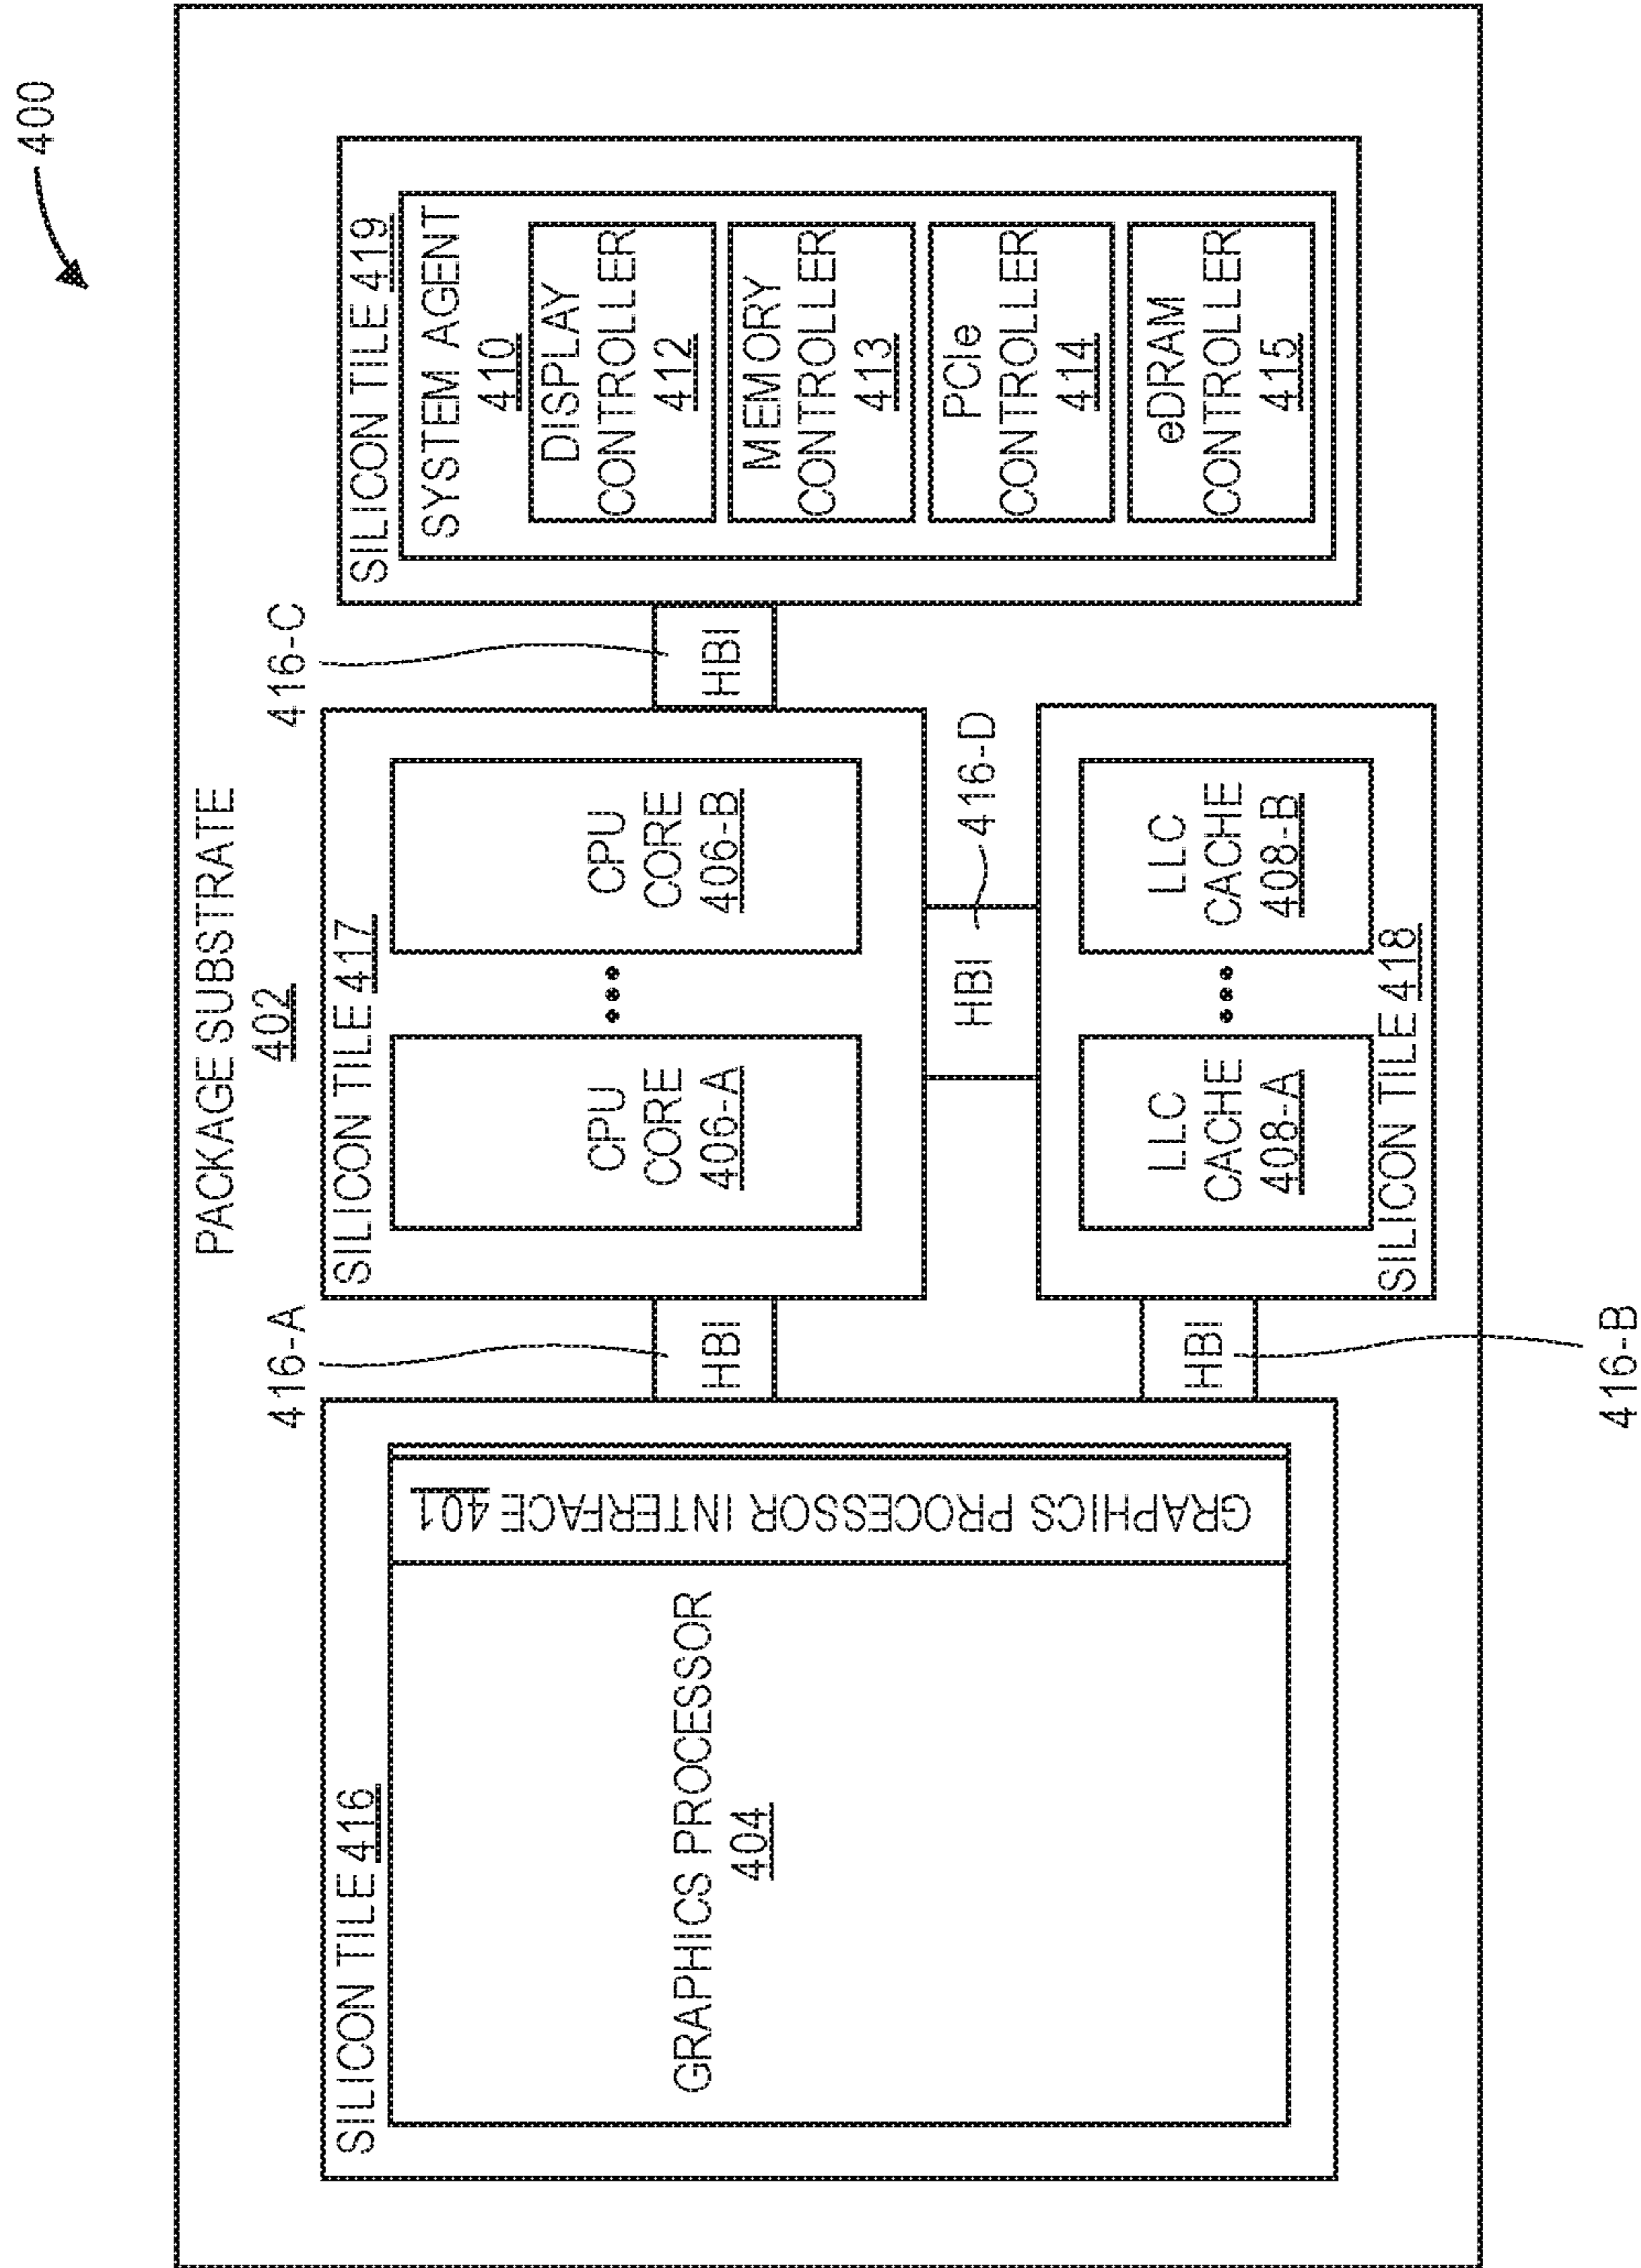 400
PACKAGE SUBSTRATE
402
SILICON TILE 416
GRAPHICS PROCESSOR
404
GRAPHICS PROCESSOR INTERFACE 401
416-A
HBI
HBI
416-B
SILICON TILE 417
CPU
CORE
406-A
•••
CPU
CORE
406-B
HBI
416-D
LLC
CACHE
408-A
•••
LLC
CACHE
408-B
SILICON TILE 418
416-C
HBI
SILICON TILE 419
SYSTEM AGENT
410
DISPLAY
CONTROLLER
412
MEMORY
CONTROLLER
413
PCIe
CONTROLLER
414
eDRAM
CONTROLLER
415